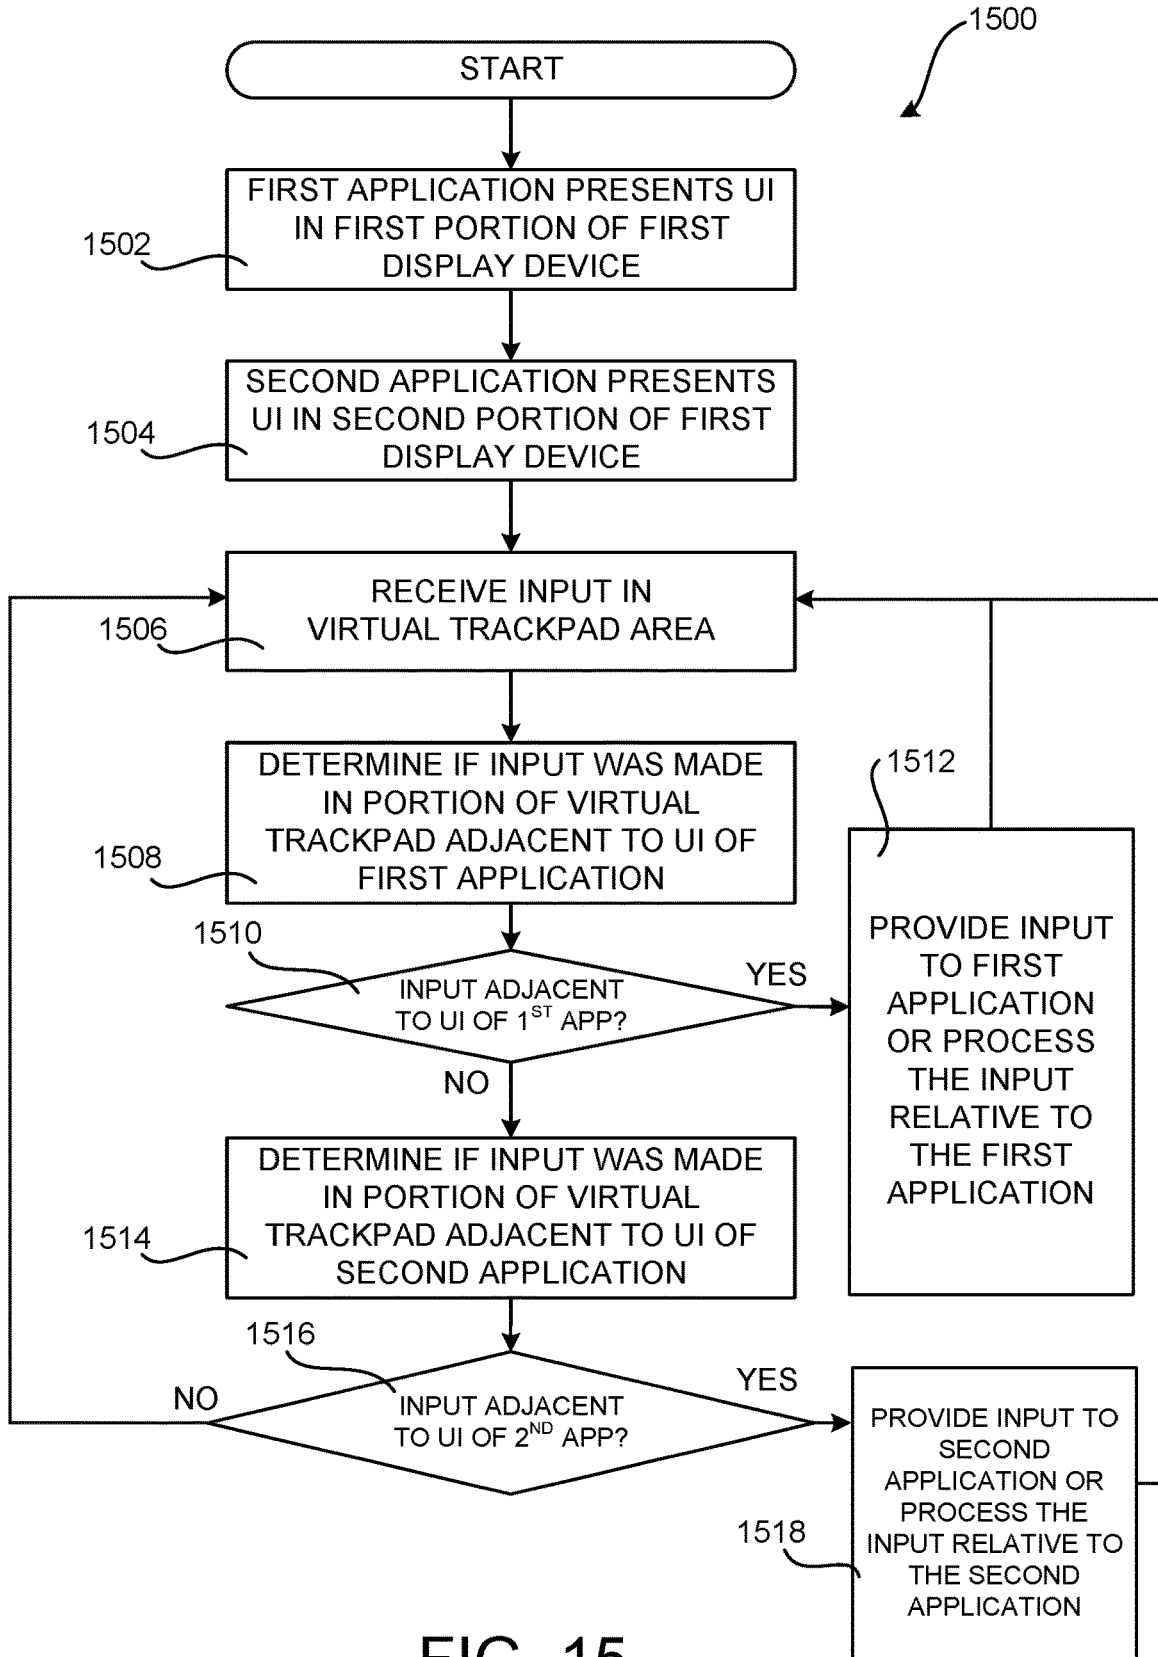 1500
START
FIRST APPLICATION PRESENTS UI
IN FIRST PORTION OF FIRST
DISPLAY DEVICE
1502
SECOND APPLICATION PRESENTS
UI IN SECOND PORTION OF FIRST
DISPLAY DEVICE
1504
RECEIVE INPUT IN
VIRTUAL TRACKPAD AREA
1506
DETERMINE IF INPUT WAS MADE
IN PORTION OF VIRTUAL
TRACKPAD ADJACENT TO UI OF
FIRST APPLICATION
1508
1510
INPUT ADJACENT
TO UI OF 1ST APP?
YES
NO
1512
PROVIDE INPUT
TO FIRST
APPLICATION
OR PROCESS
THE INPUT
RELATIVE TO
THE FIRST
APPLICATION
DETERMINE IF INPUT WAS MADE
IN PORTION OF VIRTUAL
TRACKPAD ADJACENT TO UI OF
SECOND APPLICATION
1514
1516
INPUT ADJACENT
TO UI OF 2ND APP?
NO
YES
PROVIDE INPUT TO
SECOND
APPLICATION OR
PROCESS THE
INPUT RELATIVE TO
THE SECOND
APPLICATION
1518
FIG. 15